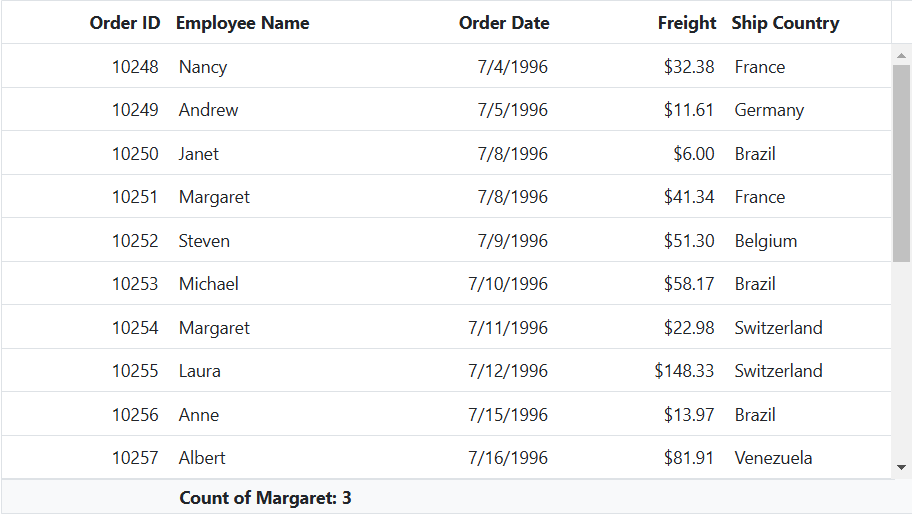 Order ID Employee Name Order Date Freight Ship Country
10248 Nancy 7/4/1996 $32.38 France
10249 Andrew 7/5/1996 $11.61 Germany
10250 Janet 7/8/1996 $6.00 Brazil
10251 Margaret 7/8/1996 $41.34 France
10252 Steven 7/9/1996 $51.30 Belgium
10253 Michael 7/10/1996 $58.17 Brazil
10254 Margaret 7/11/1996 $22.98 Switzerland
10255 Laura 7/12/1996 $148.33 Switzerland
10256 Anne 7/15/1996 $13.97 Brazil
10257 Albert 7/16/1996 $81.91 Venezuela
Count of Margaret: 3